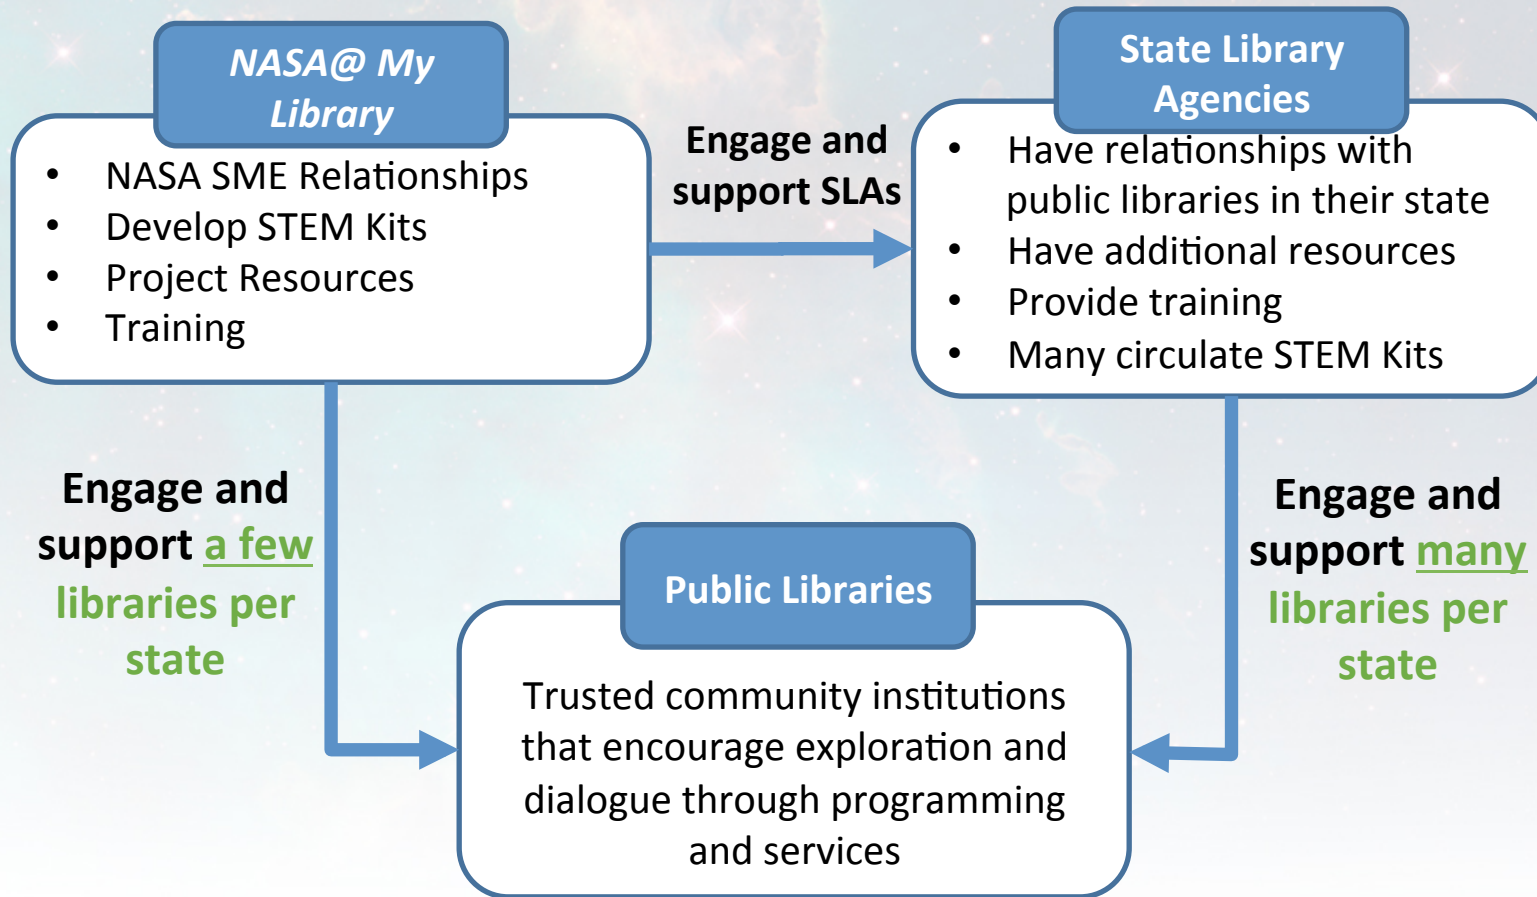 NASA@ My
Library
• NASA SME Relationships
• Develop STEM Kits
• Project Resources
• Training
Engage and
support SLAs
State Library
Agencies
• Have relationships with
public libraries in their state
• Have additional resources
• Provide training
• Many circulate STEM Kits
Engage and
support a few
libraries per
state
Engage and
support many
libraries per
state
Public Libraries
Trusted community institutions
that encourage exploration and
dialogue through programming
and services